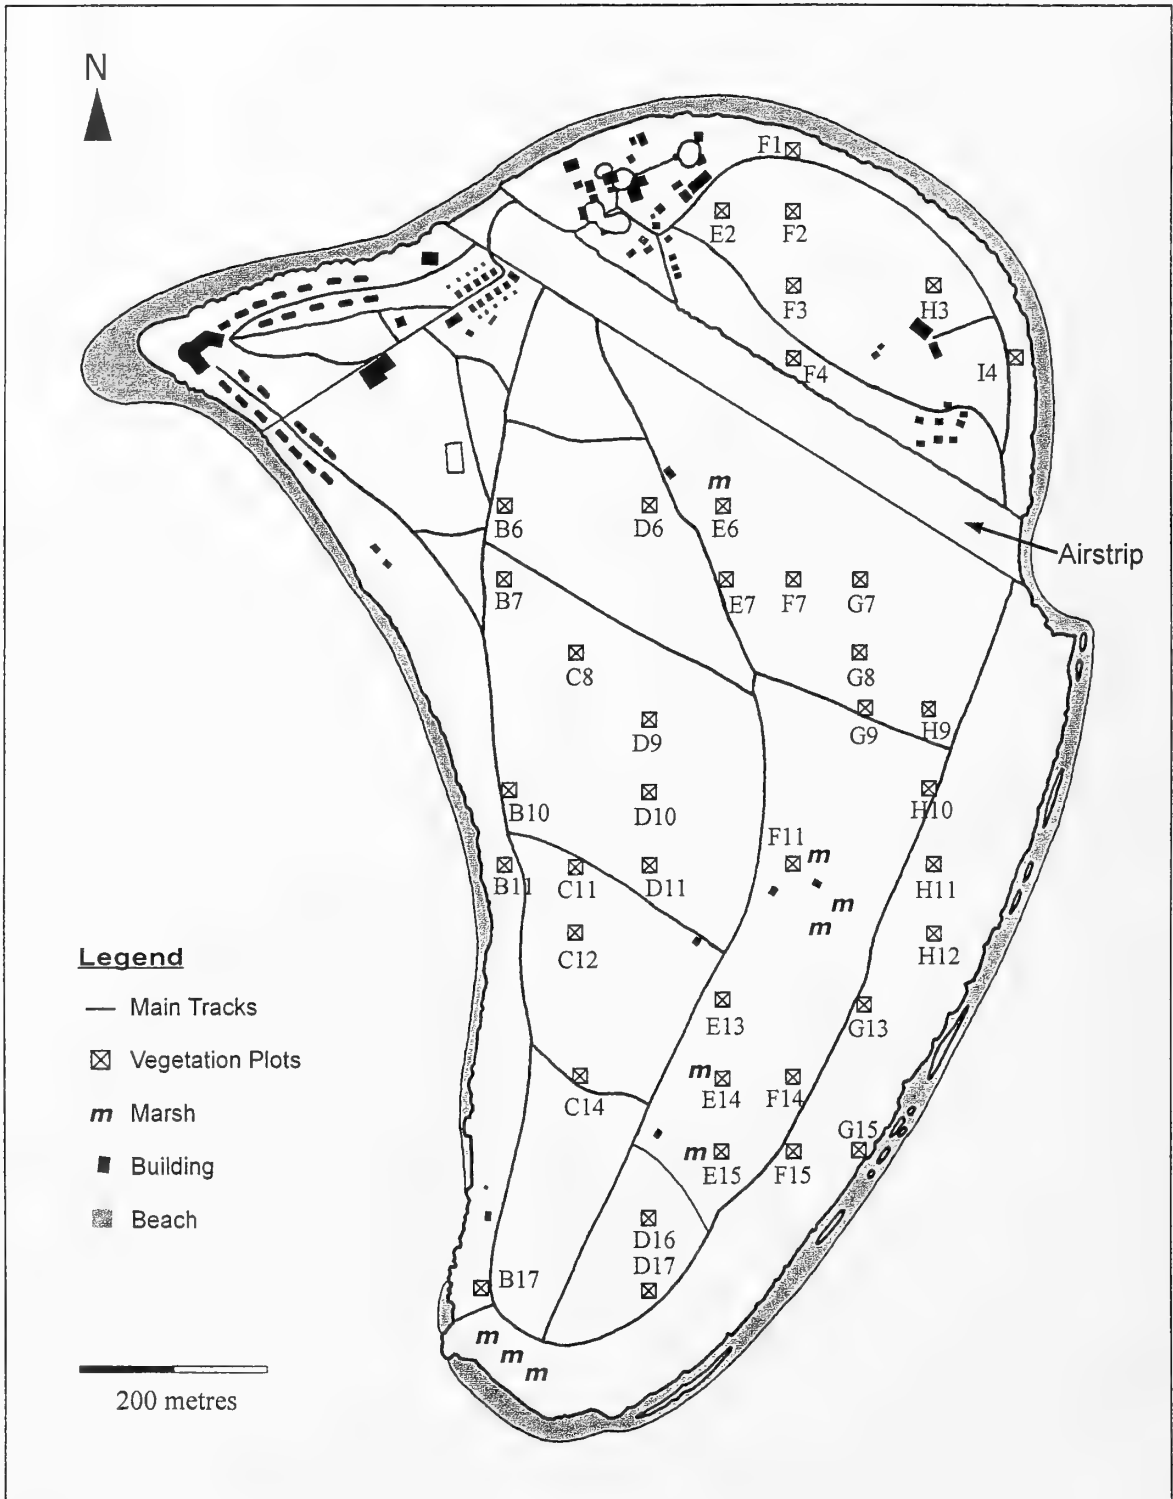 N
F1
E2 F2
F3 H3
F4 I4
m
B6 D6 E6
Airstrip
B7 E7 F7 G7
C8 G8
D9 G9 H9
B10 D10 H10
F11 m
B11 C11 D11 H11
m
m
C12 H12
Legend
Main Tracks
Vegetation Plots
m Marsh
Building
Beach
E13 G13
m
C14 E14 F14
G15
m
E15 F15
D16
D17
B17
m
m
m
200 metres